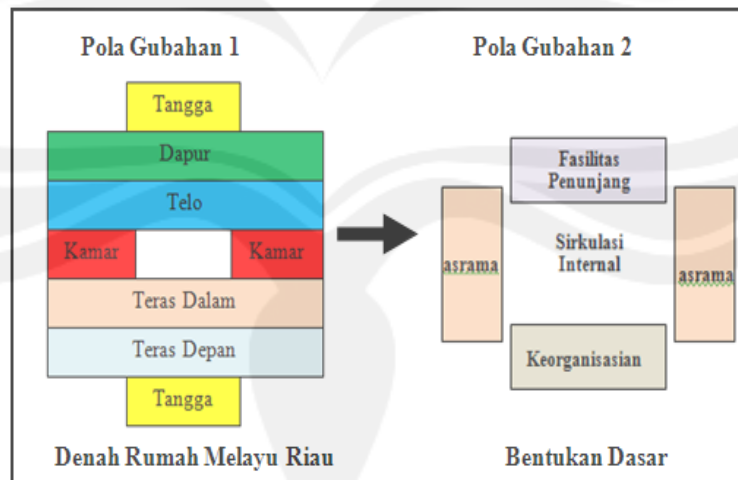 Pola Gubahan 1
Tangga
Dapur
Telo
Kamar Kamar
Teras Dalam
Teras Depan
Tangga
Denah Rumah Melayu Riau
Pola Gubahan 2
Fasilitas
Penunjang
asrama
Sirkulasi
Internal
asrama
Keorganisasian
Bentukan Dasar